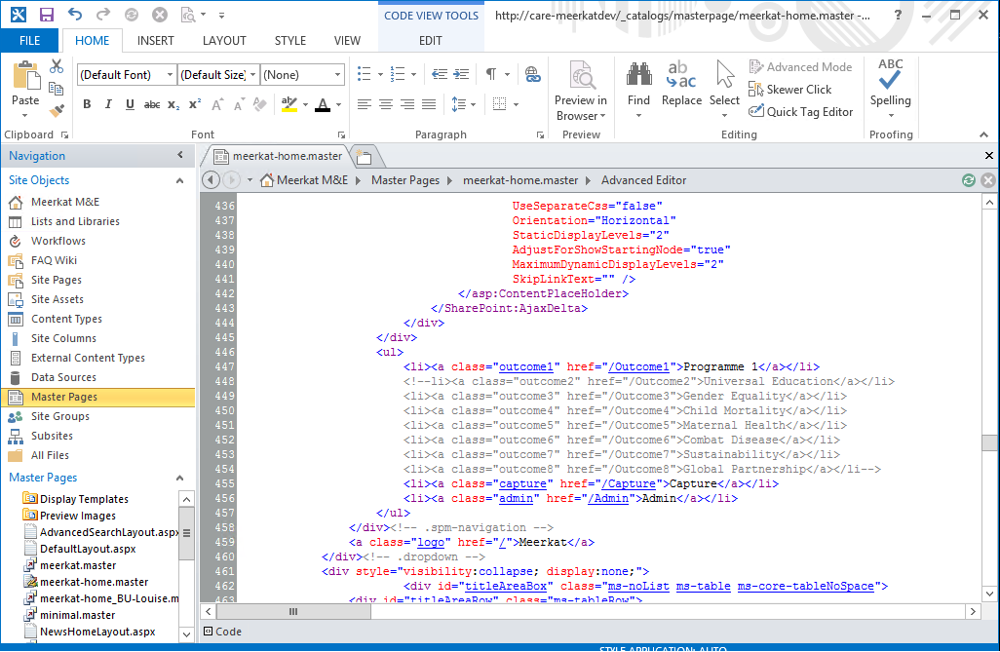 CODE VIEW TOOLS
http://care-meerkatdev/_catalogs/masterpage/meerkat-home.master -...
?
FILE HOME INSERT LAYOUT STYLE VIEW EDIT
Paste
Clipboard
(Default Font) (Default Size) (None)
B I U abc x₂ x² A A
ab A
Font
¶
Paragraph
Preview in
Browser
Preview
Find
ab
ac
Replace
Select
Advanced Mode
Skewer Click
Quick Tag Editor
Editing
ABC
Spelling
Proofing
Navigation
Site Objects
Meerkat M&E
Lists and Libraries
Workflows
FAQ Wiki
Site Pages
Site Assets
Content Types
Site Columns
External Content Types
Data Sources
Master Pages
Site Groups
Subsites
All Files
Master Pages
Display Templates
Preview Images
AdvancedSearchLayout.aspx
DefaultLayout.aspx
meerkat.master
meerkat-home.master
meerkat-home_BU-Louise.m
minimal.master
NewsHomeLayout.aspx
meerkat-home.master
Meerkat M&E Master Pages meerkat-home.master Advanced Editor
436 UseSeparateCss="false"
437 Orientation="Horizontal"
438 StaticDisplayLevels="2"
439 AdjustForShowStartingNode="true"
440 MaximumDynamicDisplayLevels="2"
441 SkipLinkText="" />
442 </asp:ContentPlaceHolder>
443 </SharePoint:AjaxDelta>
444 </div>
445 </div>
446 <ul>
447 <li><a class="outcome1" href="/Outcome1">Programme 1</a></li>
448 <!--li><a class="outcome2" href="/Outcome2">Universal Education</a></li>
449 <li><a class="outcome3" href="/Outcome3">Gender Equality</a></li>
450 <li><a class="outcome4" href="/Outcome4">Child Mortality</a></li>
451 <li><a class="outcome5" href="/Outcome5">Maternal Health</a></li>
452 <li><a class="outcome6" href="/Outcome6">Combat Disease</a></li>
453 <li><a class="outcome7" href="/Outcome7">Sustainability</a></li>
454 <li><a class="outcome8" href="/Outcome8">Global Partnership</a></li-->
455 <li><a class="capture" href="/Capture">Capture</a></li>
456 <li><a class="admin" href="/Admin">Admin</a></li>
457 </ul>
458 </div><!-- .spm-navigation -->
459 <a class="logo" href="/">Meerkat</a>
460 </div><!-- .dropdown -->
461 <div style="visibility:collapse; display:none;">
462 <div id="titleAreaBox" class="ms-noList ms-table ms-core-tableNoSpace">
463 <div id="titleAreaRow" class="ms-tableRow">
Code
STYLE APPLICATION: AUTO